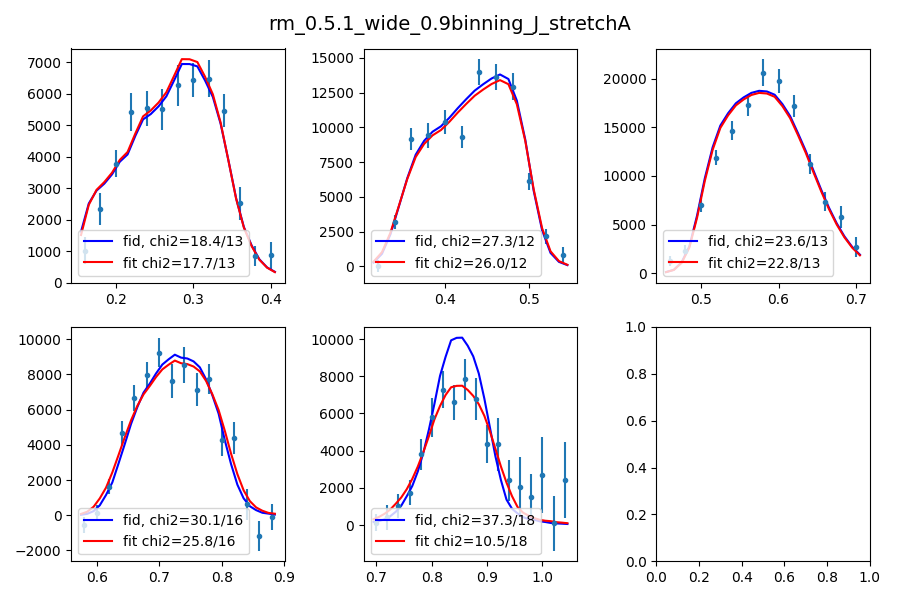 rm_0.5.1_wide_0.9binning_J_stretchA
7000
6000
5000
4000
3000
2000
1000
0
fid, chi2=18.4/13
fit chi2=17.7/13
0.2 0.3 0.4
15000
12500
10000
7500
5000
2500
0
fid, chi2=27.3/12
fit chi2=26.0/12
0.4 0.5
20000
15000
10000
5000
0
fid, chi2=23.6/13
fit chi2=22.8/13
0.5 0.6 0.7
10000
8000
6000
4000
2000
0
−2000
fid, chi2=30.1/16
fit chi2=25.8/16
0.6 0.7 0.8 0.9
10000
8000
6000
4000
2000
0
fid, chi2=37.3/18
fit chi2=10.5/18
0.7 0.8 0.9 1.0
1.0
0.8
0.6
0.4
0.2
0.0
0.0 0.2 0.4 0.6 0.8 1.0